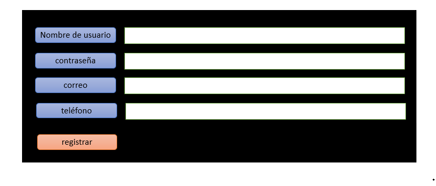 Nombre de usuario
contraseña
correo
teléfono
registrar